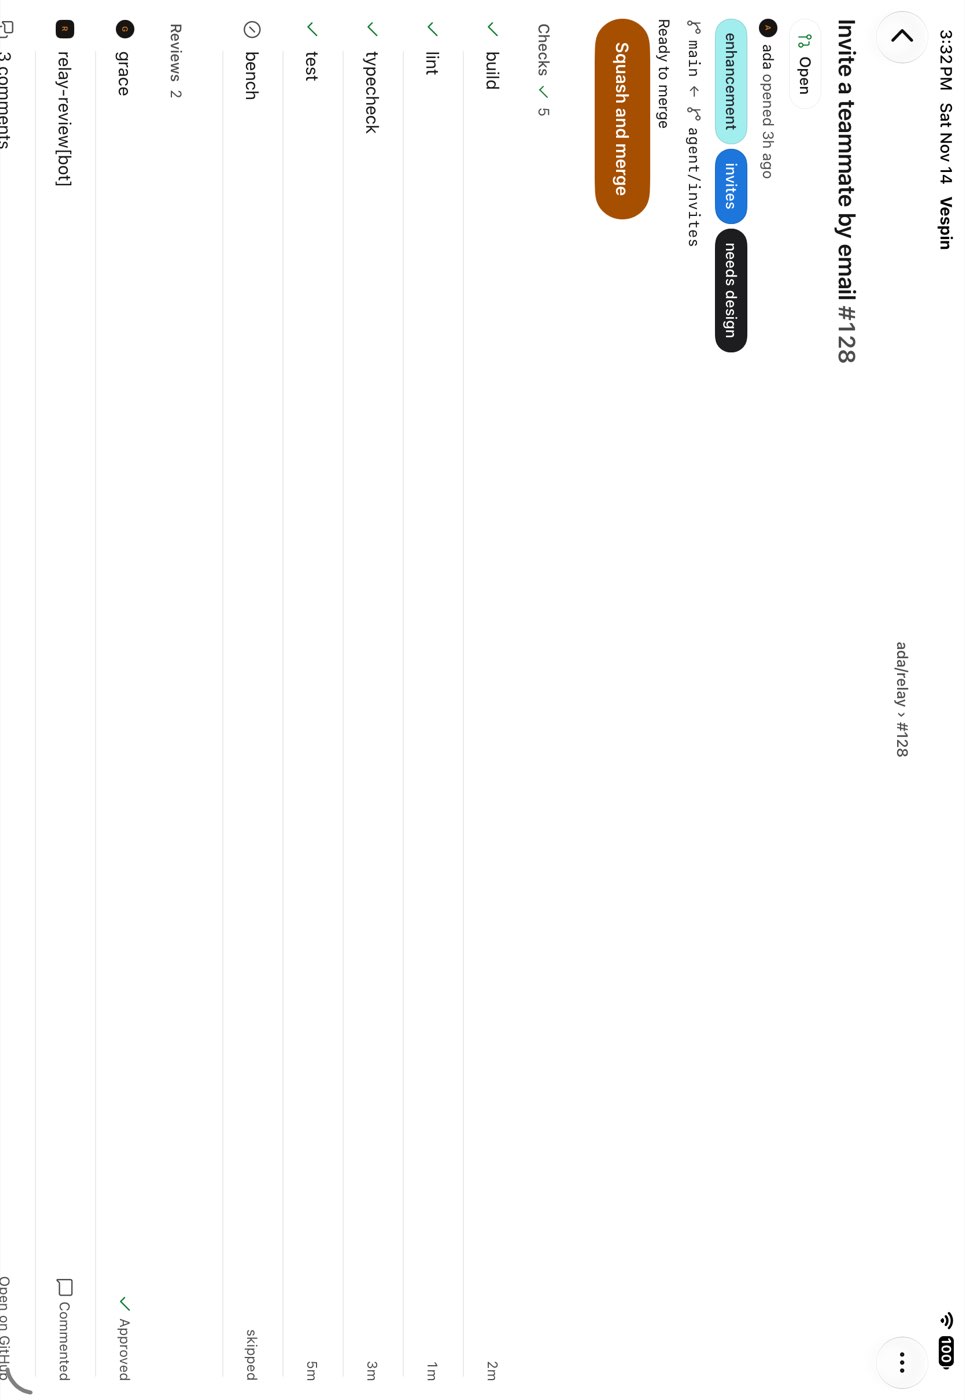 3:32 PM Sat Nov 14 Vespin
100
ada/relay › #128
Invite a teammate by email #128
Open
A
ada opened 3h ago
enhancement invites needs design
main ← agent/invites
Ready to merge
Squash and merge
Checks ✓ 5
build 2m
lint 1m
typecheck 3m
test 5m
bench skipped
Reviews 2
G grace Approved
R relay-review[bot] Commented
3 comments Open on GitHub